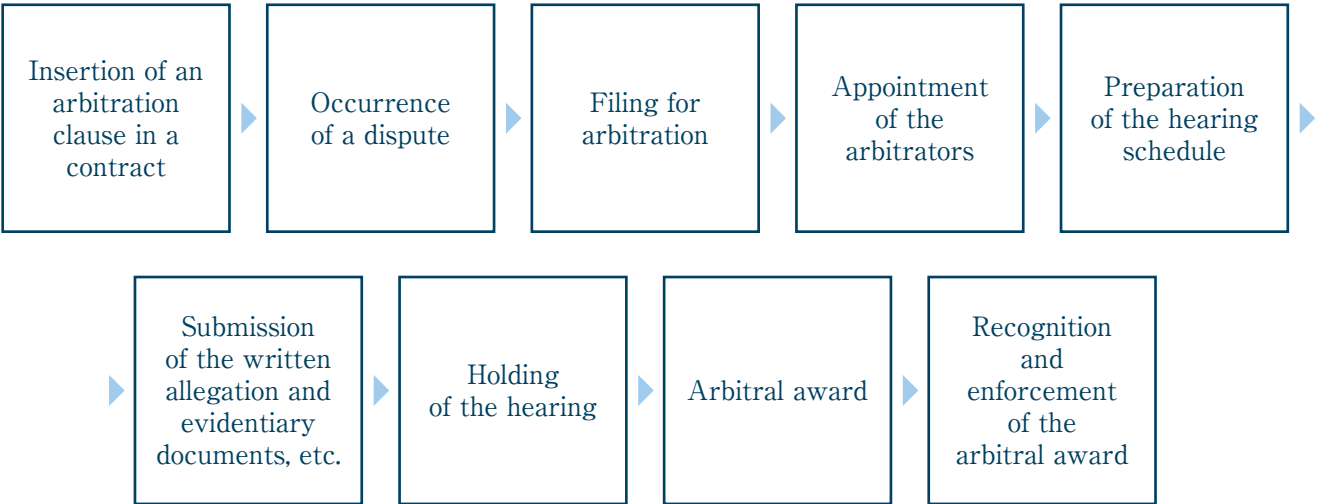 Insertion of an
arbitration
clause in a
contract
Occurrence
of a dispute
Filing for
arbitration
Appointment
of the
arbitrators
Preparation
of the hearing
schedule
Submission
of the written
allegation and
evidentiary
documents, etc.
Holding
of the hearing
Arbitral award
Recognition
and
enforcement
of the
arbitral award